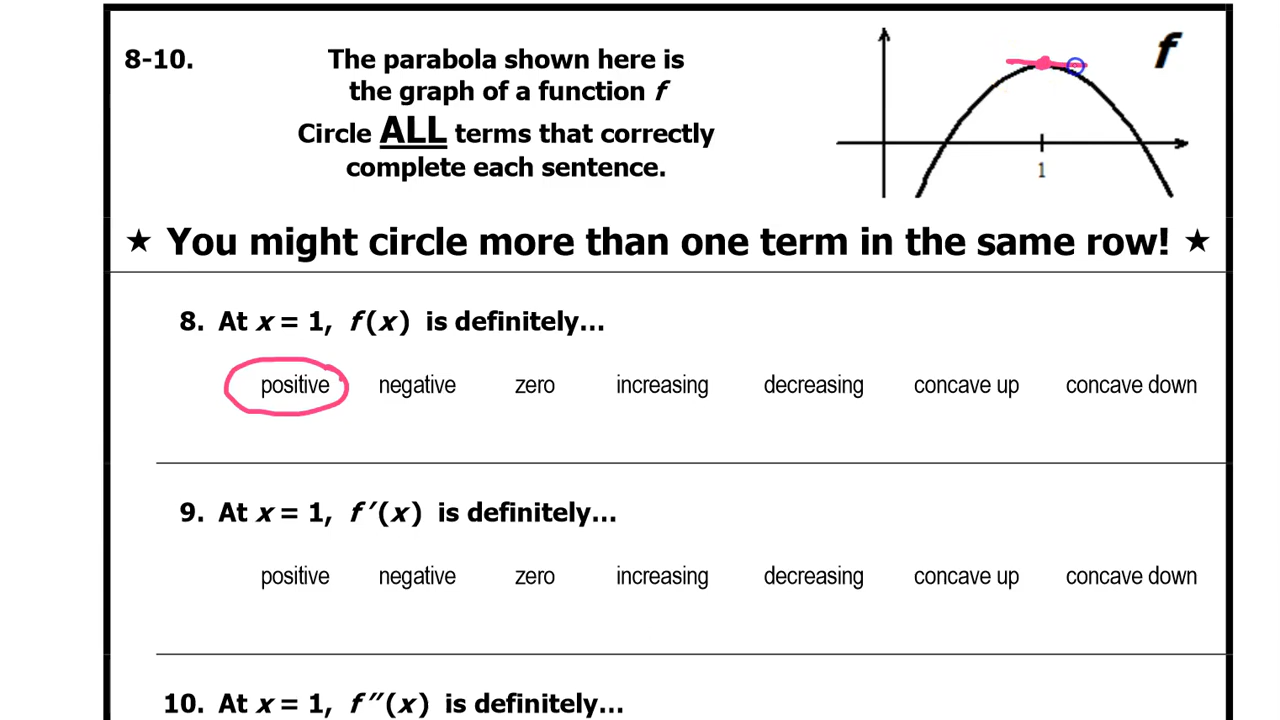 8-10.
The parabola shown here is
the graph of a function f
Circle ALL terms that correctly
complete each sentence.
f
1
★ You might circle more than one term in the same row! ★
8. At x = 1, f(x) is definitely...
positive negative zero increasing decreasing concave up concave down
9. At x = 1, f′(x) is definitely...
positive negative zero increasing decreasing concave up concave down
10. At x = 1, f″(x) is definitely...